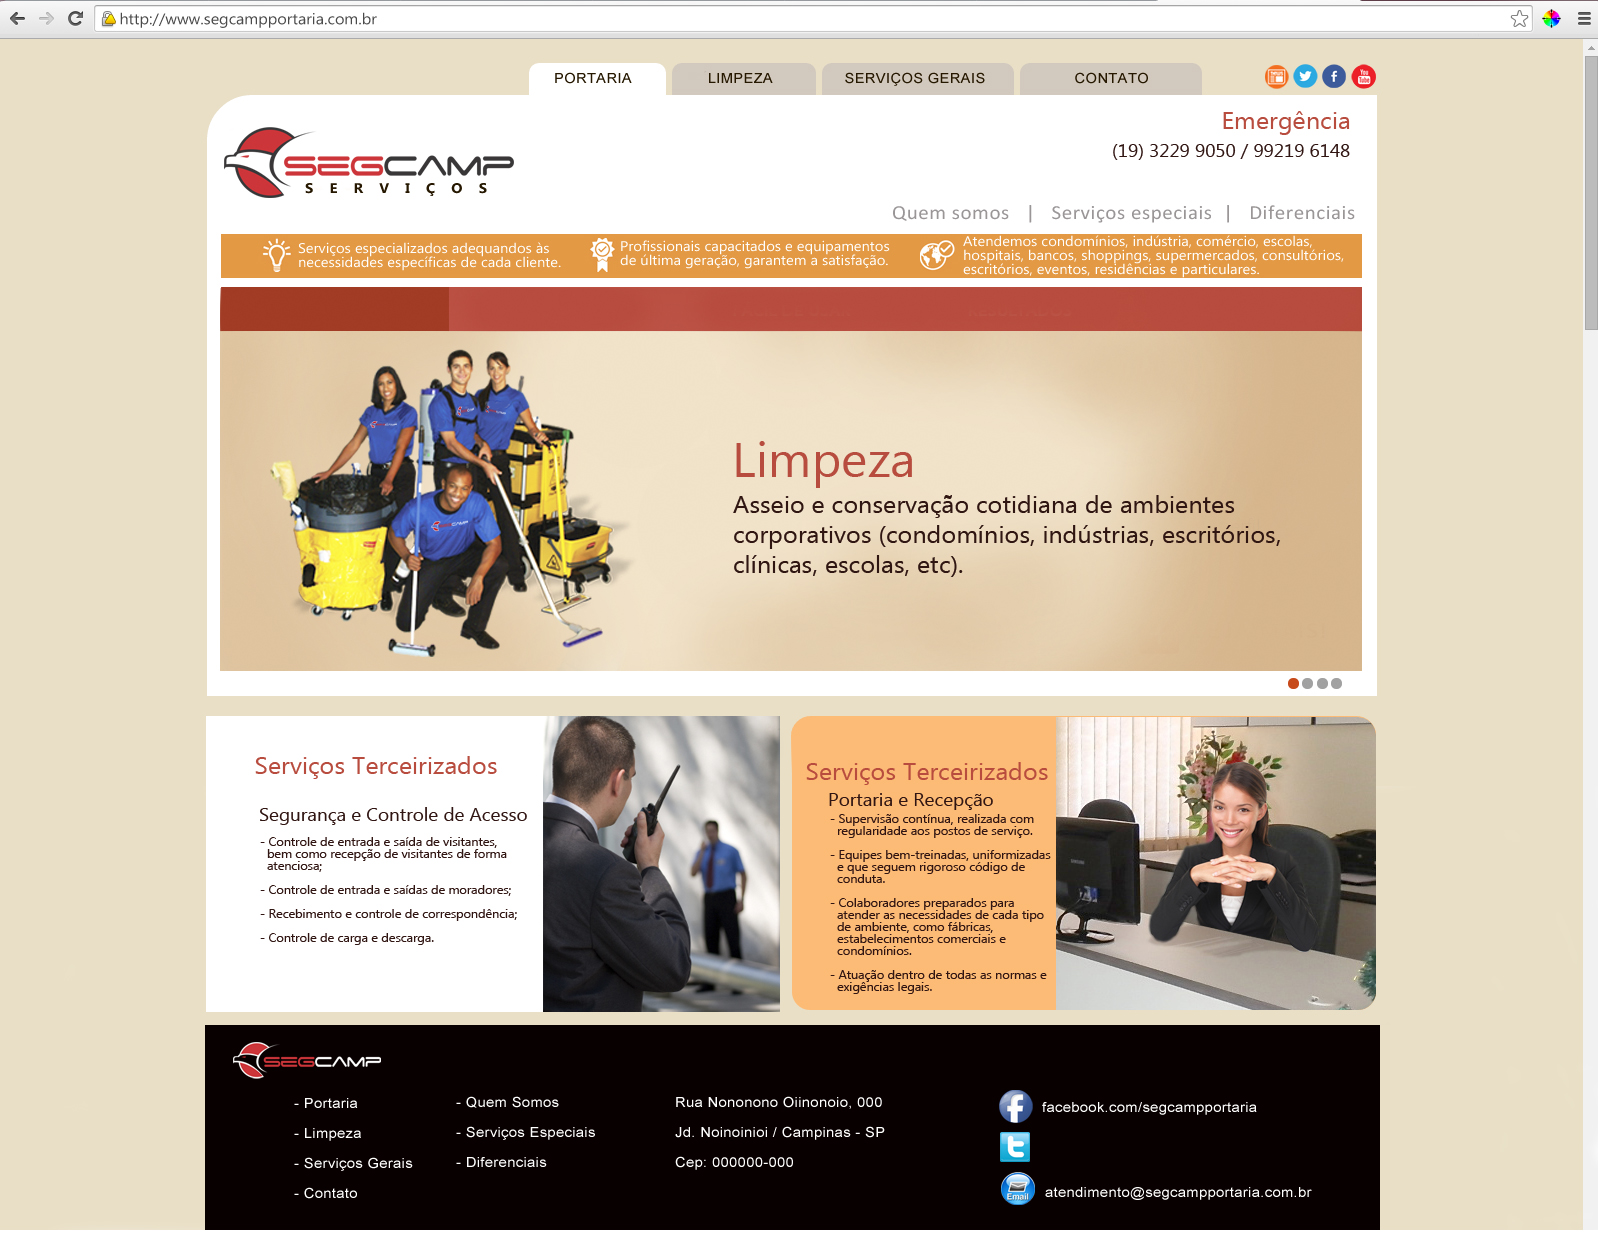 http://www.segcampportaria.com.br
PORTARIA
LIMPEZA
SERVIÇOS GERAIS
CONTATO
You
Tube
Emergência
(19) 3229 9050 / 99219 6148
SEGCAMP
SERVIÇOS
Quem somos | Serviços especiais | Diferenciais
Serviços especializados adequandos às
necessidades específicas de cada cliente.
Profissionais capacitados e equipamentos
de última geração, garantem a satisfação.
Atendemos condomínios, indústria, comércio, escolas,
hospitais, bancos, shoppings, supermercados, consultórios,
escritórios, eventos, residências e particulares.
SEGCAMP
Limpeza
Asseio e conservação cotidiana de ambientes
corporativos (condomínios, indústrias, escritórios,
clínicas, escolas, etc).
Serviços Terceirizados
Segurança e Controle de Acesso
- Controle de entrada e saída de visitantes,
bem como recepção de visitantes de forma
atenciosa;
- Controle de entrada e saídas de moradores;
- Recebimento e controle de correspondência;
- Controle de carga e descarga.
Serviços Terceirizados
Portaria e Recepção
- Supervisão contínua, realizada com
regularidade aos postos de serviço.
- Equipes bem-treinadas, uniformizadas
e que seguem rigoroso código de
conduta.
- Colaboradores preparados para
atender as necessidades de cada tipo
de ambiente, como fábricas,
estabelecimentos comerciais e
condomínios.
- Atuação dentro de todas as normas e
exigências legais.
SEGCAMP
- Portaria
- Limpeza
- Serviços Gerais
- Contato
- Quem Somos
- Serviços Especiais
- Diferenciais
Rua Nononono Oiinonoio, 000
Jd. Noinoinioi / Campinas - SP
Cep: 000000-000
facebook.com/segcampportaria
Email
atendimento@segcampportaria.com.br